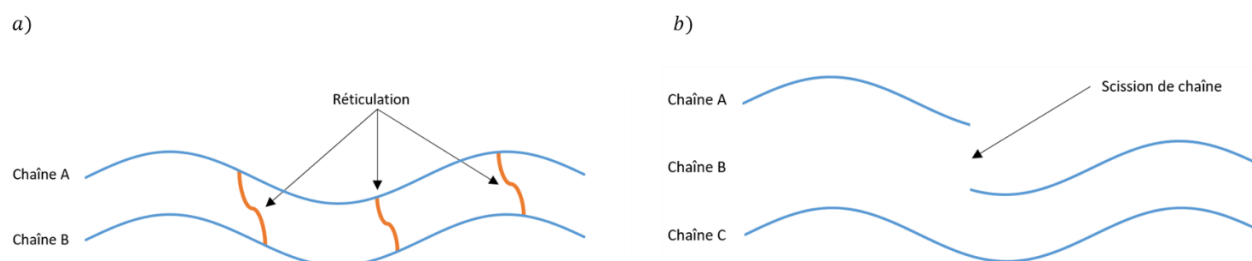 a)
Réticulation
Chaîne A
Chaîne B
b)
Chaîne A
Scission de chaîne
Chaîne B
Chaîne C